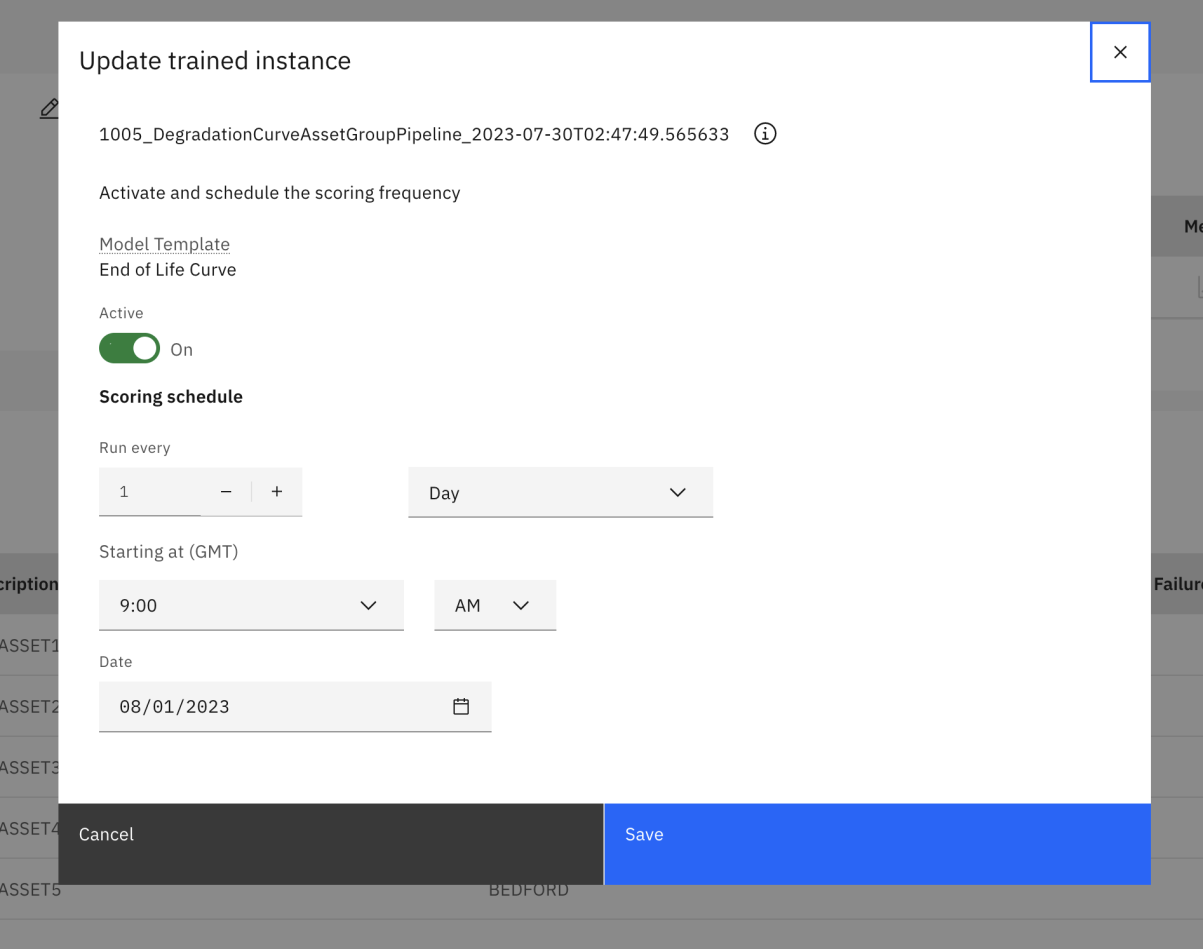 Update trained instance
1005_DegradationCurveAssetGroupPipeline_2023-07-30T02:47:49.565633
Activate and schedule the scoring frequency
Me
Model Template
End of Life Curve
Active
On
Scoring schedule
Run every
1
Day
Starting at (GMT)
cription
Failure
9:00
AM
ASSET1
Date
ASSET2
08/01/2023
ASSET3
ASSET4
Cancel
Save
ASSET5
BEDFORD